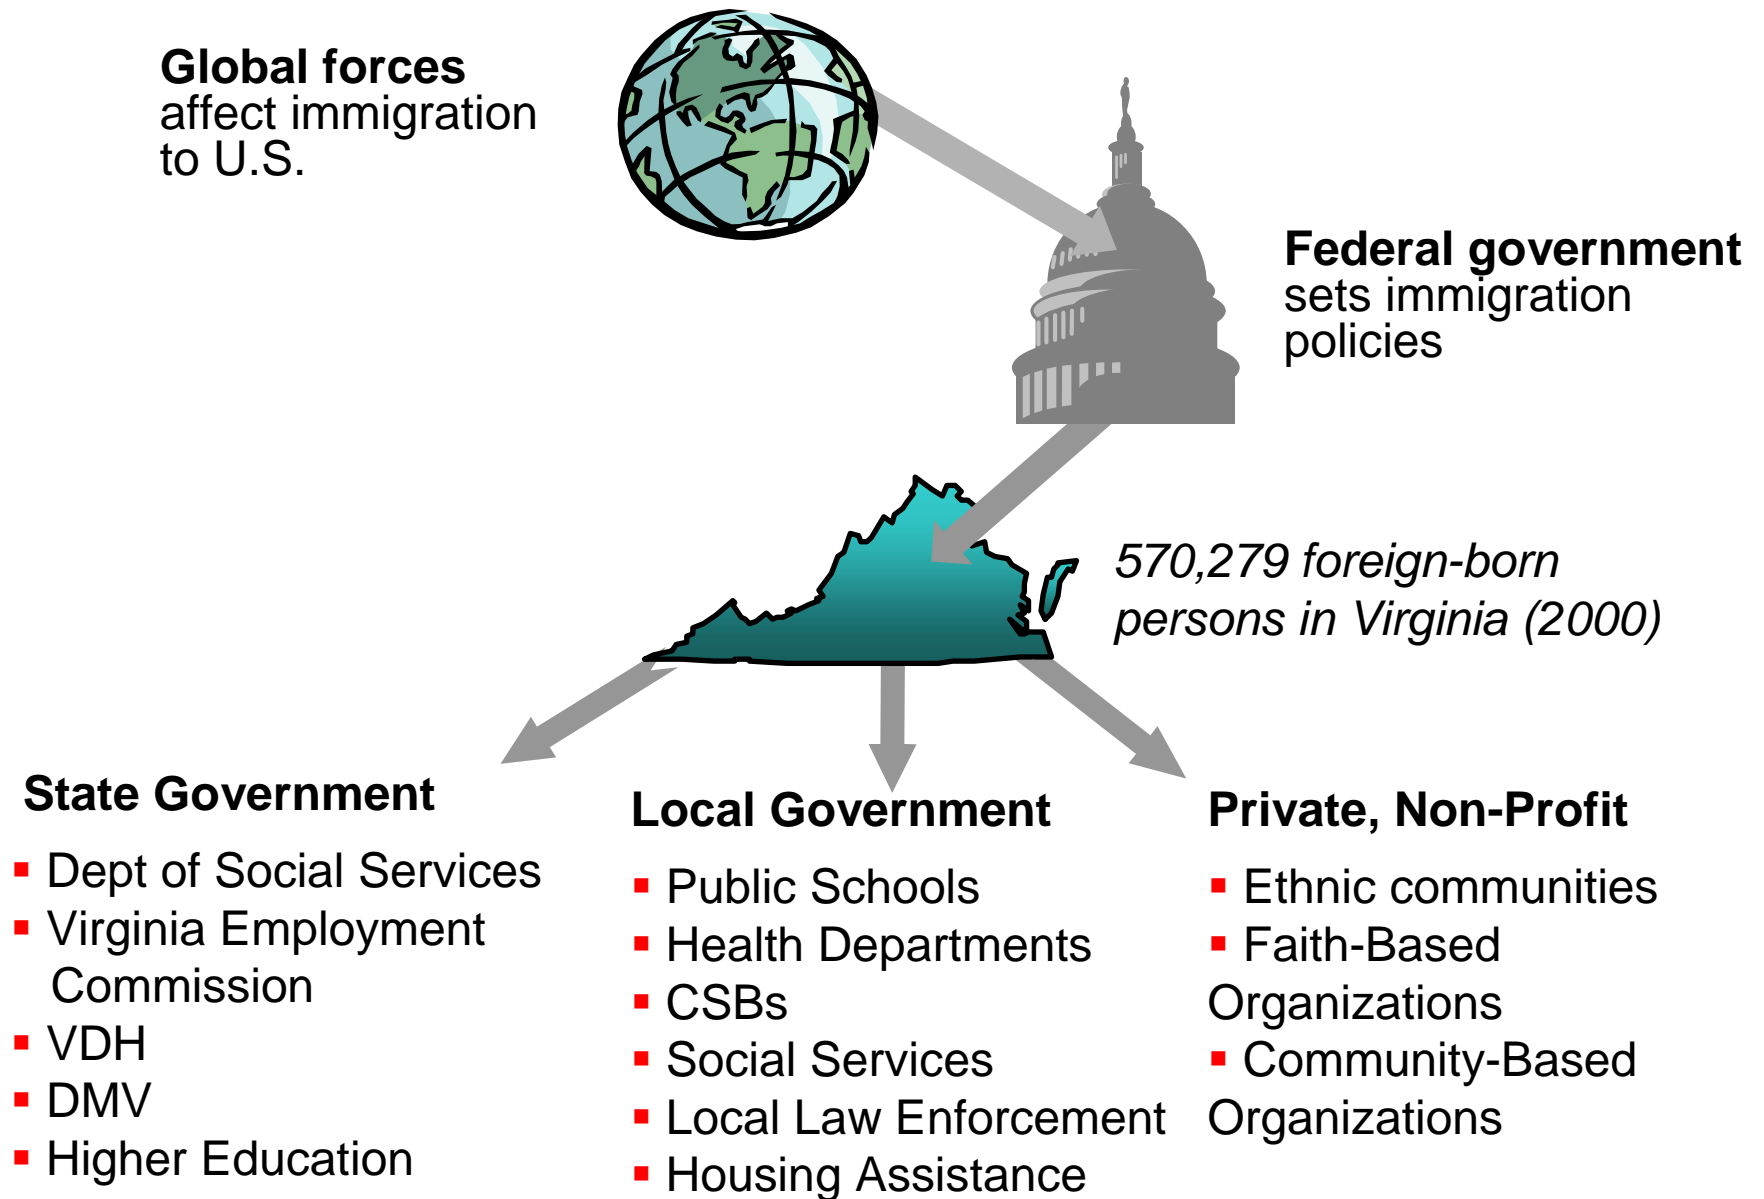 Global forces
affect immigration
to U.S.
Federal government
sets immigration
policies
570,279 foreign-born
persons in Virginia (2000)
State Government
▪ Dept of Social Services
▪ Virginia Employment
Commission
▪ VDH
▪ DMV
▪ Higher Education
Local Government
▪ Public Schools
▪ Health Departments
▪ CSBs
▪ Social Services
▪ Local Law Enforcement
▪ Housing Assistance
Private, Non-Profit
▪ Ethnic communities
▪ Faith-Based
Organizations
▪ Community-Based
Organizations